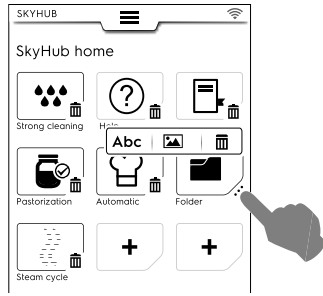 SKYHUB
SkyHub home
Strong cleaning
Help
Abc
Pastorization
Automatic
Folder
Steam cycle